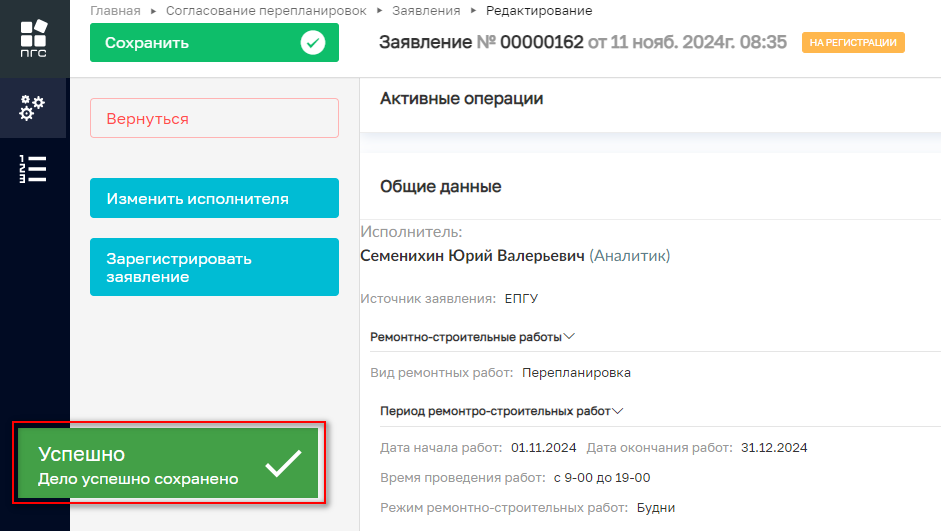 Главная ▸ Согласование перепланировок ▸ Заявления ▸ Редактирование
ПГС
Сохранить
Заявление № 00000162 от 11 нояб. 2024г. 08:35
НА РЕГИСТРАЦИИ
Вернуться
Изменить исполнителя
Зарегистрировать
заявление
Активные операции
Общие данные
Исполнитель:
Семенихин Юрий Валерьевич (Аналитик)
Источник заявления: ЕПГУ
Ремонтно-строительные работы
Вид ремонтных работ: Перепланировка
Период ремонтро-строительных работ
Дата начала работ: 01.11.2024 Дата окончания работ: 31.12.2024
Время проведения работ: с 9-00 до 19-00
Режим ремонтно-строительных работ: Будни
1
2
3
Успешно
Дело успешно сохранено